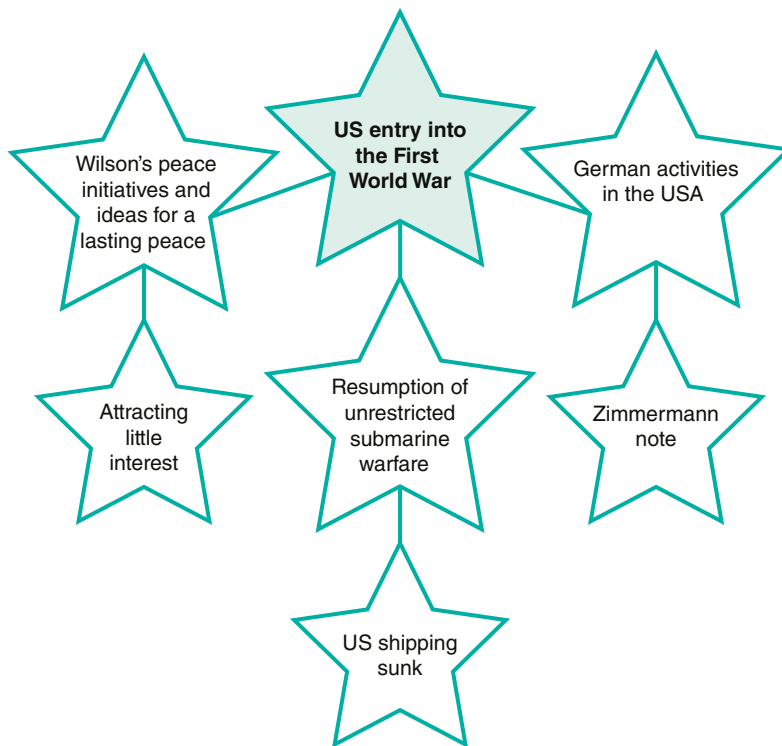 US entry into
the First
World War
Wilson's peace
initiatives and
ideas for a
lasting peace
German activities
in the USA
Attracting
little
interest
Resumption of
unrestricted
submarine
warfare
Zimmermann
note
US shipping
sunk